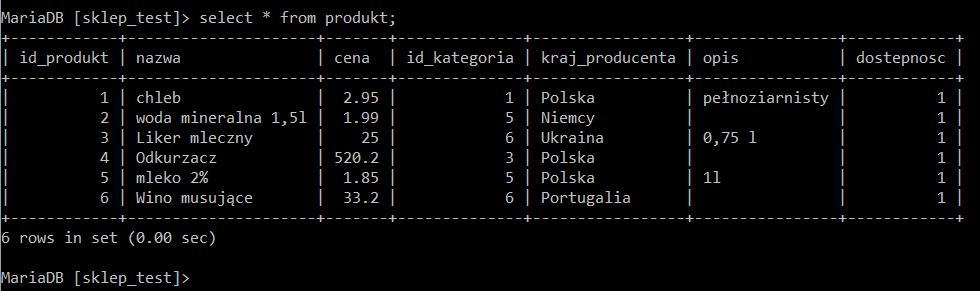 MariaDB [sklep_test]> select * from produkt;
+------------+---------------------+-------+--------------+-----------------+---------------+------------+
| id_produkt | nazwa               | cena  | id_kategoria | kraj_producenta | opis          | dostepnosc |
+------------+---------------------+-------+--------------+-----------------+---------------+------------+
|          1 | chleb               |  2.95 |            1 | Polska          | pełnoziarnisty |          1 |
|          2 | woda mineralna 1,5l |  1.99 |            5 | Niemcy          |               |          1 |
|          3 | Liker mleczny       |    25 |            6 | Ukraina         | 0,75 l        |          1 |
|          4 | Odkurzacz           | 520.2 |            3 | Polska          |               |          1 |
|          5 | mleko 2%            |  1.85 |            5 | Polska          | 1l            |          1 |
|          6 | Wino musujące       |  33.2 |            6 | Portugalia      |               |          1 |
+------------+---------------------+-------+--------------+-----------------+---------------+------------+
6 rows in set (0.00 sec)
MariaDB [sklep_test]>